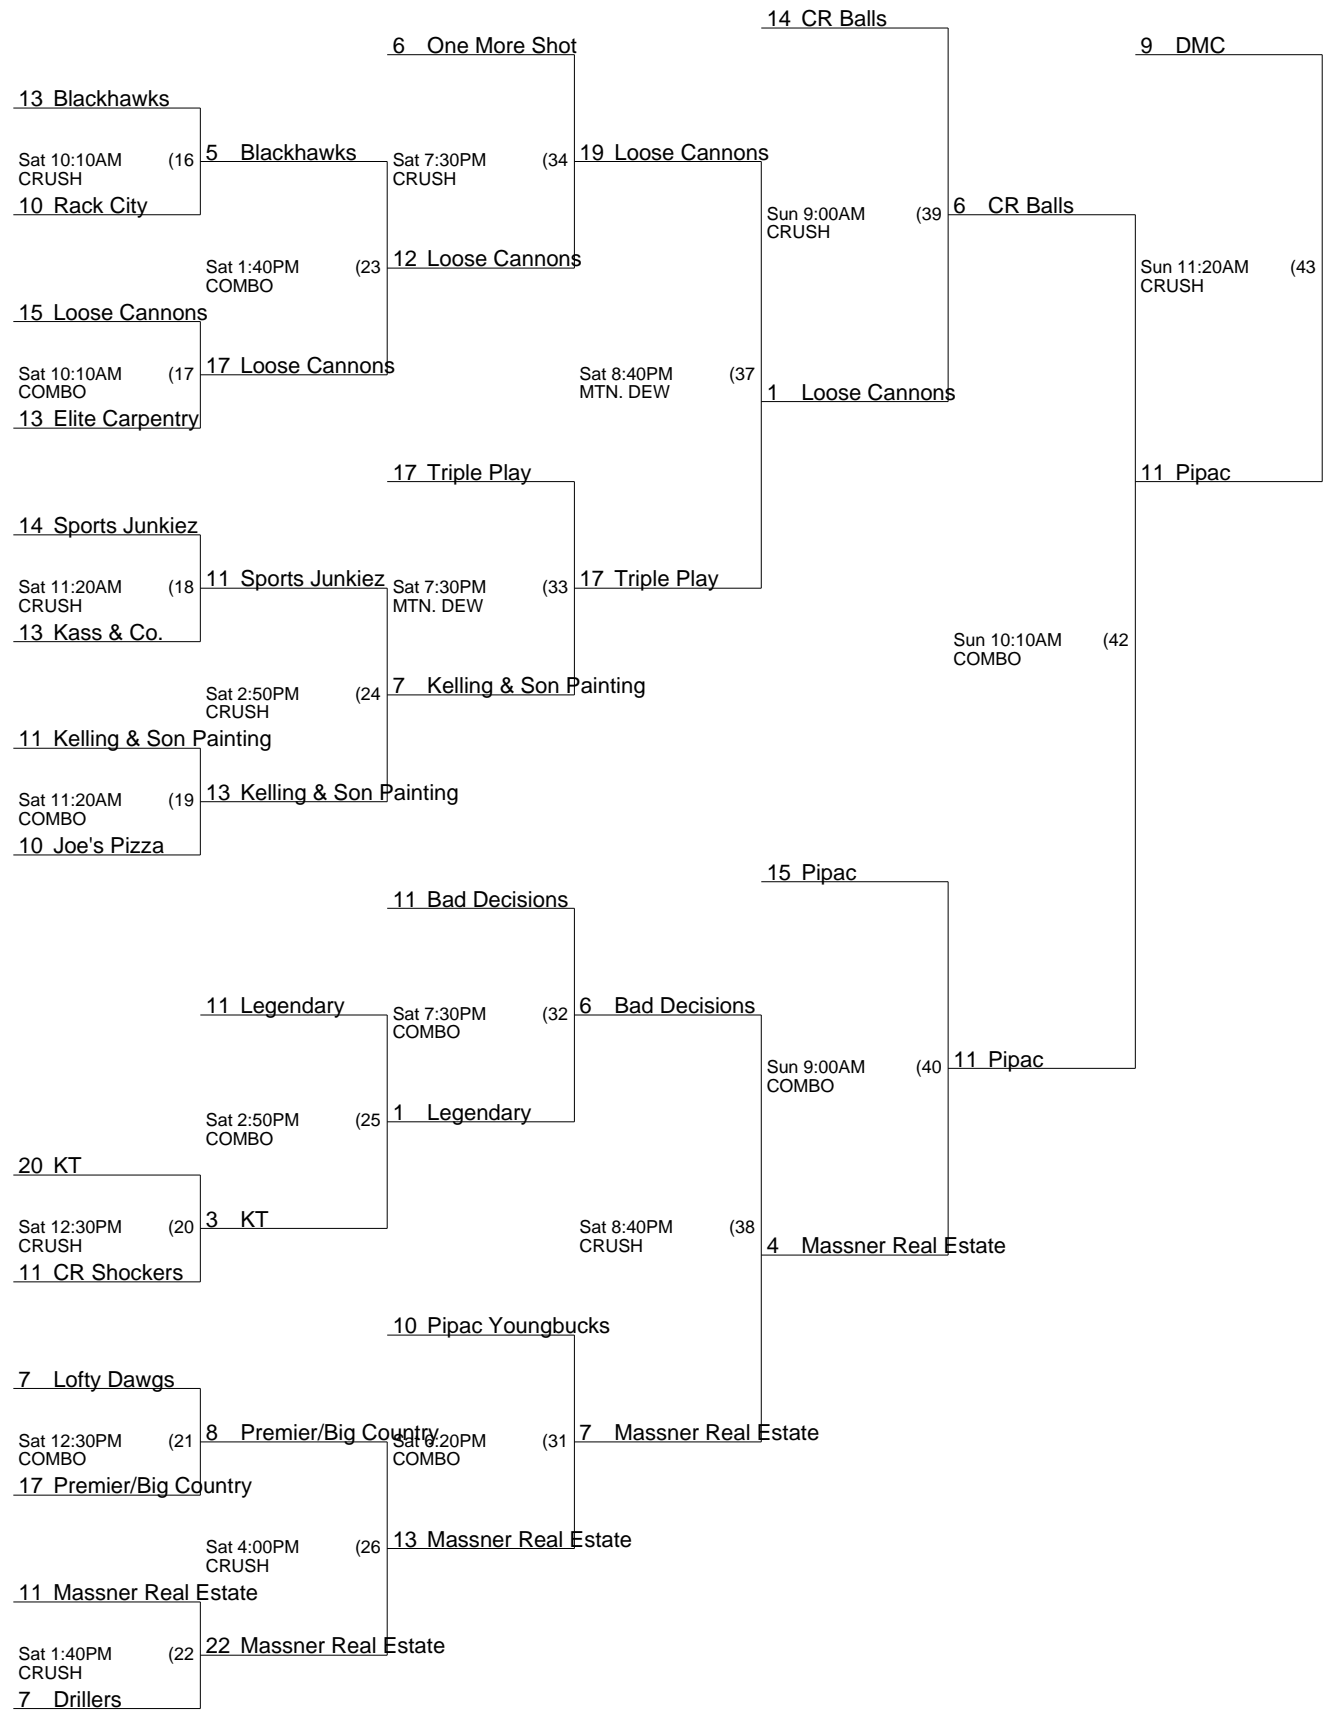 14 CR Balls
6 One More Shot
9 DMC
13 Blackhawks
Sat 10:10AM (16
CRUSH
5 Blackhawks
Sat 7:30PM (34
CRUSH
19 Loose Cannons
10 Rack City
Sun 9:00AM (39
CRUSH
6 CR Balls
Sat 1:40PM (23
COMBO
12 Loose Cannons
Sun 11:20AM (43
CRUSH
15 Loose Cannons
Sat 10:10AM (17
COMBO
17 Loose Cannons
Sat 8:40PM (37
MTN. DEW
1 Loose Cannons
13 Elite Carpentry
17 Triple Play
11 Pipac
14 Sports Junkiez
Sat 11:20AM (18
CRUSH
11 Sports Junkiez
Sat 7:30PM (33
MTN. DEW
17 Triple Play
13 Kass & Co.
Sun 10:10AM (42
COMBO
Sat 2:50PM (24
CRUSH
7 Kelling & Son Painting
11 Kelling & Son Painting
Sat 11:20AM (19
COMBO
13 Kelling & Son Painting
10 Joe's Pizza
15 Pipac
11 Bad Decisions
11 Legendary
Sat 7:30PM (32
COMBO
6 Bad Decisions
Sun 9:00AM (40
COMBO
11 Pipac
Sat 2:50PM (25
COMBO
1 Legendary
20 KT
Sat 12:30PM (20
CRUSH
3 KT
Sat 8:40PM (38
CRUSH
4 Massner Real Estate
11 CR Shockers
10 Pipac Youngbucks
7 Lofty Dawgs
Sat 12:30PM (21
COMBO
8 Premier/Big Country
Sat 6:20PM (31
COMBO
7 Massner Real Estate
17 Premier/Big Country
Sat 4:00PM (26
CRUSH
13 Massner Real Estate
11 Massner Real Estate
Sat 1:40PM (22
CRUSH
22 Massner Real Estate
7 Drillers